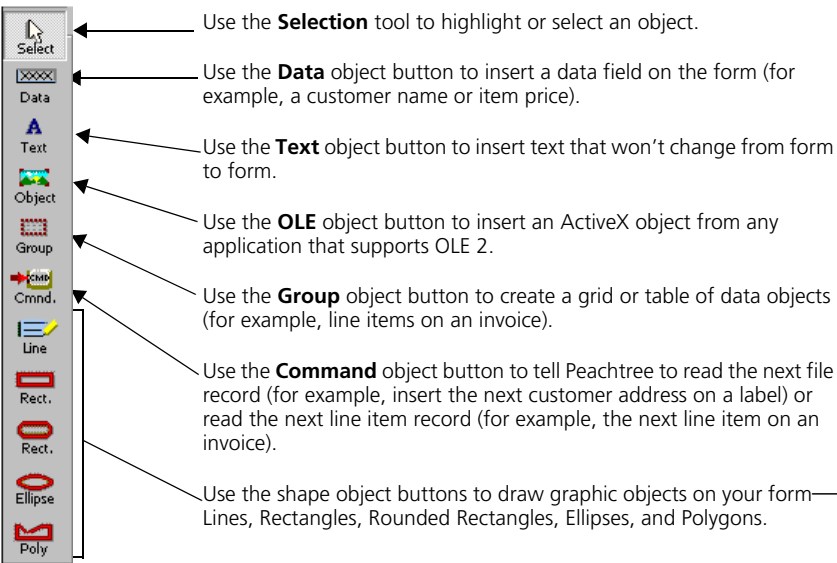 Select
Data
Text
Object
Group
CMD
Cmnd.
Line
Rect.
Rect.
Ellipse
Poly
Use the Selection tool to highlight or select an object.
Use the Data object button to insert a data field on the form (for
example, a customer name or item price).
Use the Text object button to insert text that won’t change from form
to form.
Use the OLE object button to insert an ActiveX object from any
application that supports OLE 2.
Use the Group object button to create a grid or table of data objects
(for example, line items on an invoice).
Use the Command object button to tell Peachtree to read the next file
record (for example, insert the next customer address on a label) or
read the next line item record (for example, the next line item on an
invoice).
Use the shape object buttons to draw graphic objects on your form—
Lines, Rectangles, Rounded Rectangles, Ellipses, and Polygons.